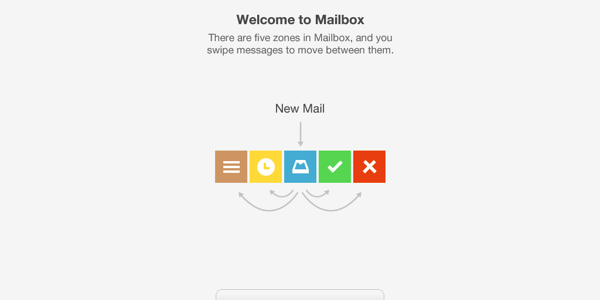 Welcome to Mailbox
There are five zones in Mailbox, and you
swipe messages to move between them.
New Mail